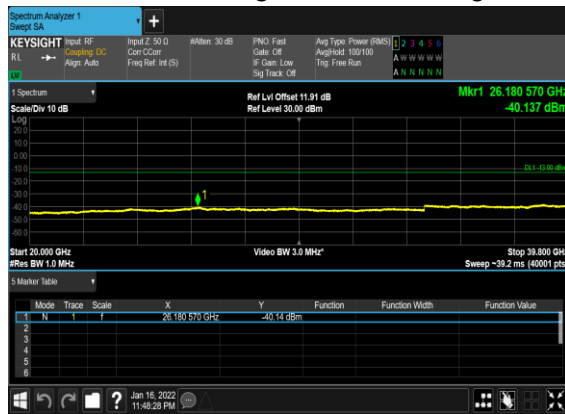 Spectrum Analyzer 1
Swept SA
+
KEYSIGHT Input: RF Input Z: 50 Ω #Atten: 30 dB PNO: Fast Avg Type: Power (RMS) 1 2 3 4 5 6
RL Coupling: DC Corr CCorr Gate: Off Avg|Hold: 100/100 A W W W W W
Align: Auto Freq Ref: Int (S) IF Gain: Low Trig: Free Run
Sig Track: Off A N N N N N
LW
1 Spectrum Ref Lvl Offset 11.91 dB Mkr1 26.180 570 GHz
Scale/Div 10 dB Ref Level 30.00 dBm -40.137 dBm
Log
20.0
10.0
0.00
-10.0 DL1 -13.00 dBm
-20.0
-30.0 1
-40.0
-50.0
-60.0
Start 20.000 GHz Video BW 3.0 MHz* Stop 39.800 GHz
#Res BW 1.0 MHz Sweep ~39.2 ms (40001 pts)
5 Marker Table
Mode Trace Scale X Y Function Function Width Function Value
1 N 1 f 26.180 570 GHz -40.14 dBm
2
3
4
5
6
? Jan 16, 2022
11:48:28 PM